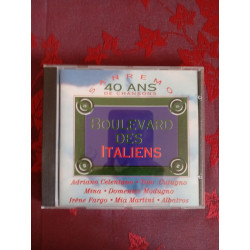 SANREMO
40 ANS
DE CHANSONS
BOULEVARD
DES
ITALIENS
Adriano Celentano • Toto Cutugno
Mina • Domenico Modugno
Irene Fargo • Mia Martini • Albatros